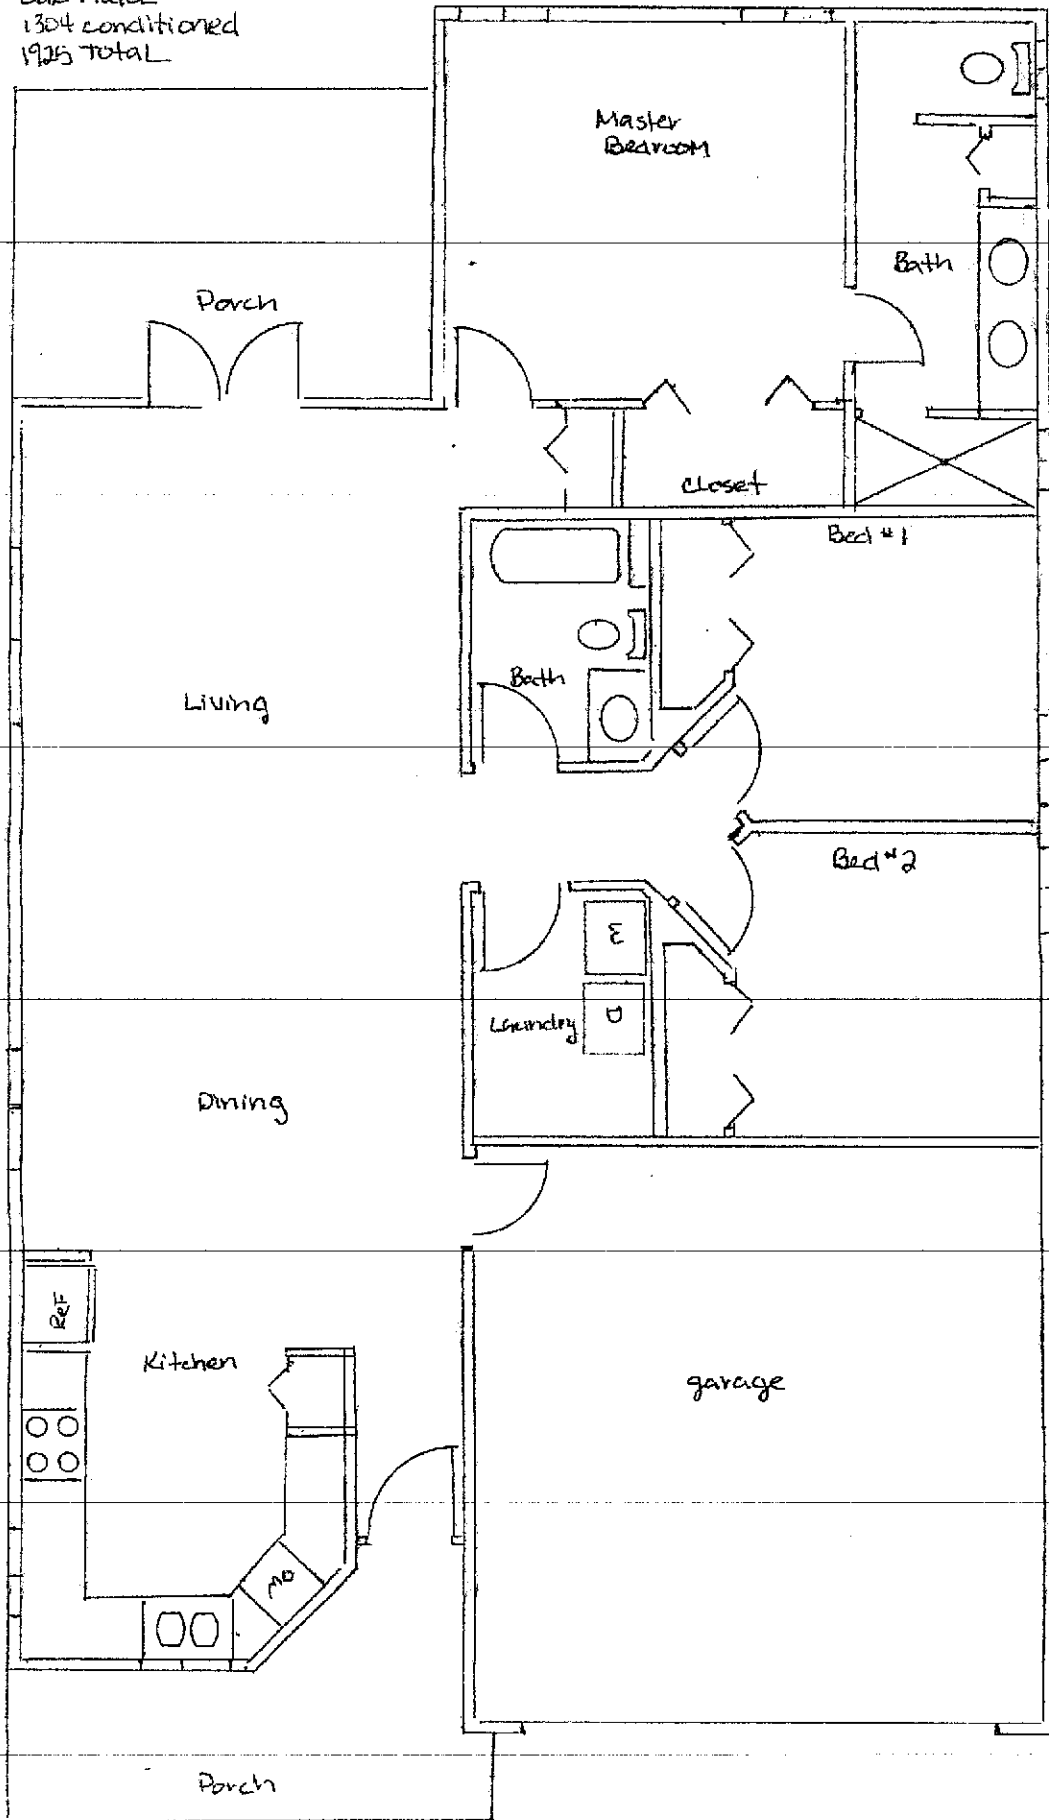 1304 conditioned
1925 Total
Master
Bedroom
Bath
Porch
Closet
Bed #1
Bath
Living
Bed #2
E
Laundry
D
Dining
Ref
Kitchen
garage
MO
Porch